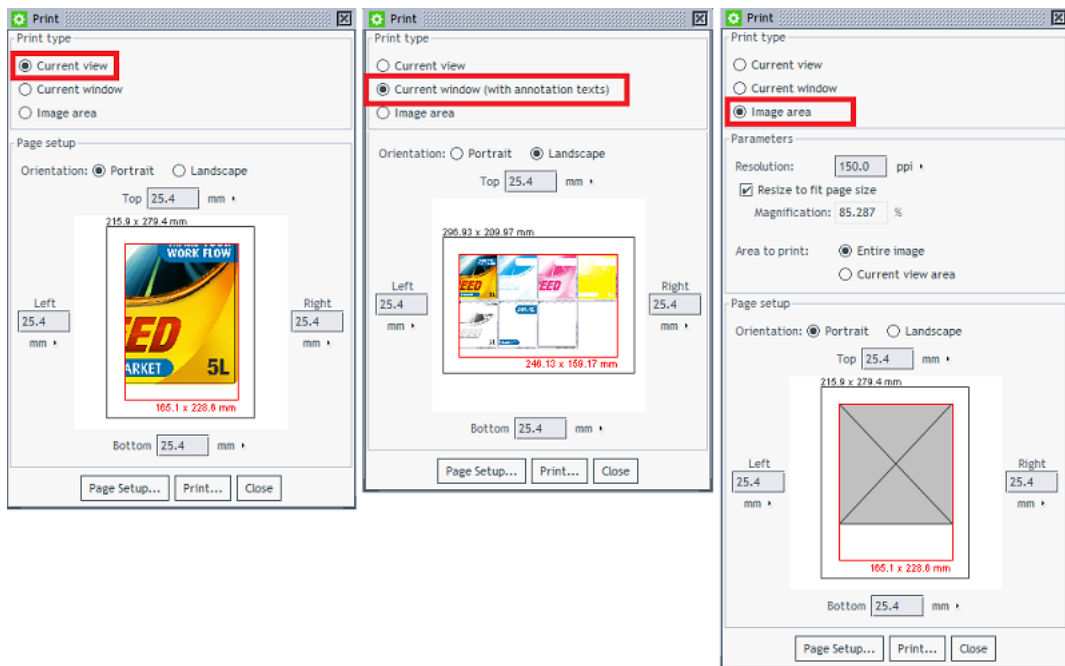 Print
Print type
Current view
Current window
Image area
Page setup
Orientation: Portrait Landscape
Top 25.4 mm
215.9 x 279.4 mm
WORK FLOW
EED
ARKET 5L
165.1 x 228.6 mm
Left
25.4
mm
Right
25.4
mm
Bottom 25.4 mm
Page Setup... Print... Close
Print
Print type
Current view
Current window (with annotation texts)
Image area
Orientation: Portrait Landscape
Top 25.4 mm
296.93 x 209.97 mm
EED
246.13 x 159.17 mm
Left
25.4
mm
Right
25.4
mm
Bottom 25.4 mm
Page Setup... Print... Close
Print
Print type
Current view
Current window
Image area
Parameters
Resolution: 150.0 ppi
Resize to fit page size
Magnification: 85.287 %
Area to print: Entire image
Current view area
Page setup
Orientation: Portrait Landscape
Top 25.4 mm
215.9 x 279.4 mm
165.1 x 228.6 mm
Left
25.4
mm
Right
25.4
mm
Bottom 25.4 mm
Page Setup... Print... Close